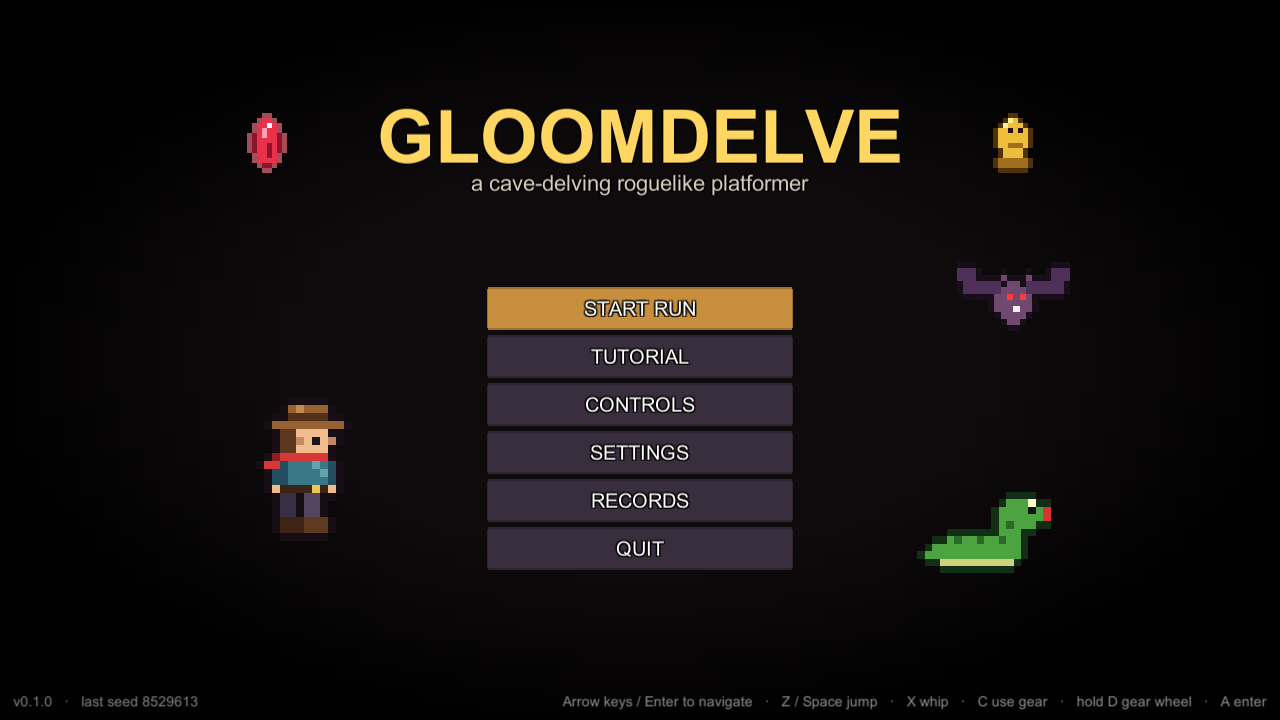 GLOOMDELVE
a cave-delving roguelike platformer
START RUN
TUTORIAL
CONTROLS
SETTINGS
RECORDS
QUIT
v0.1.0 · last seed 8529613
Arrow keys / Enter to navigate · Z / Space jump · X whip · C use gear · hold D gear wheel · A enter